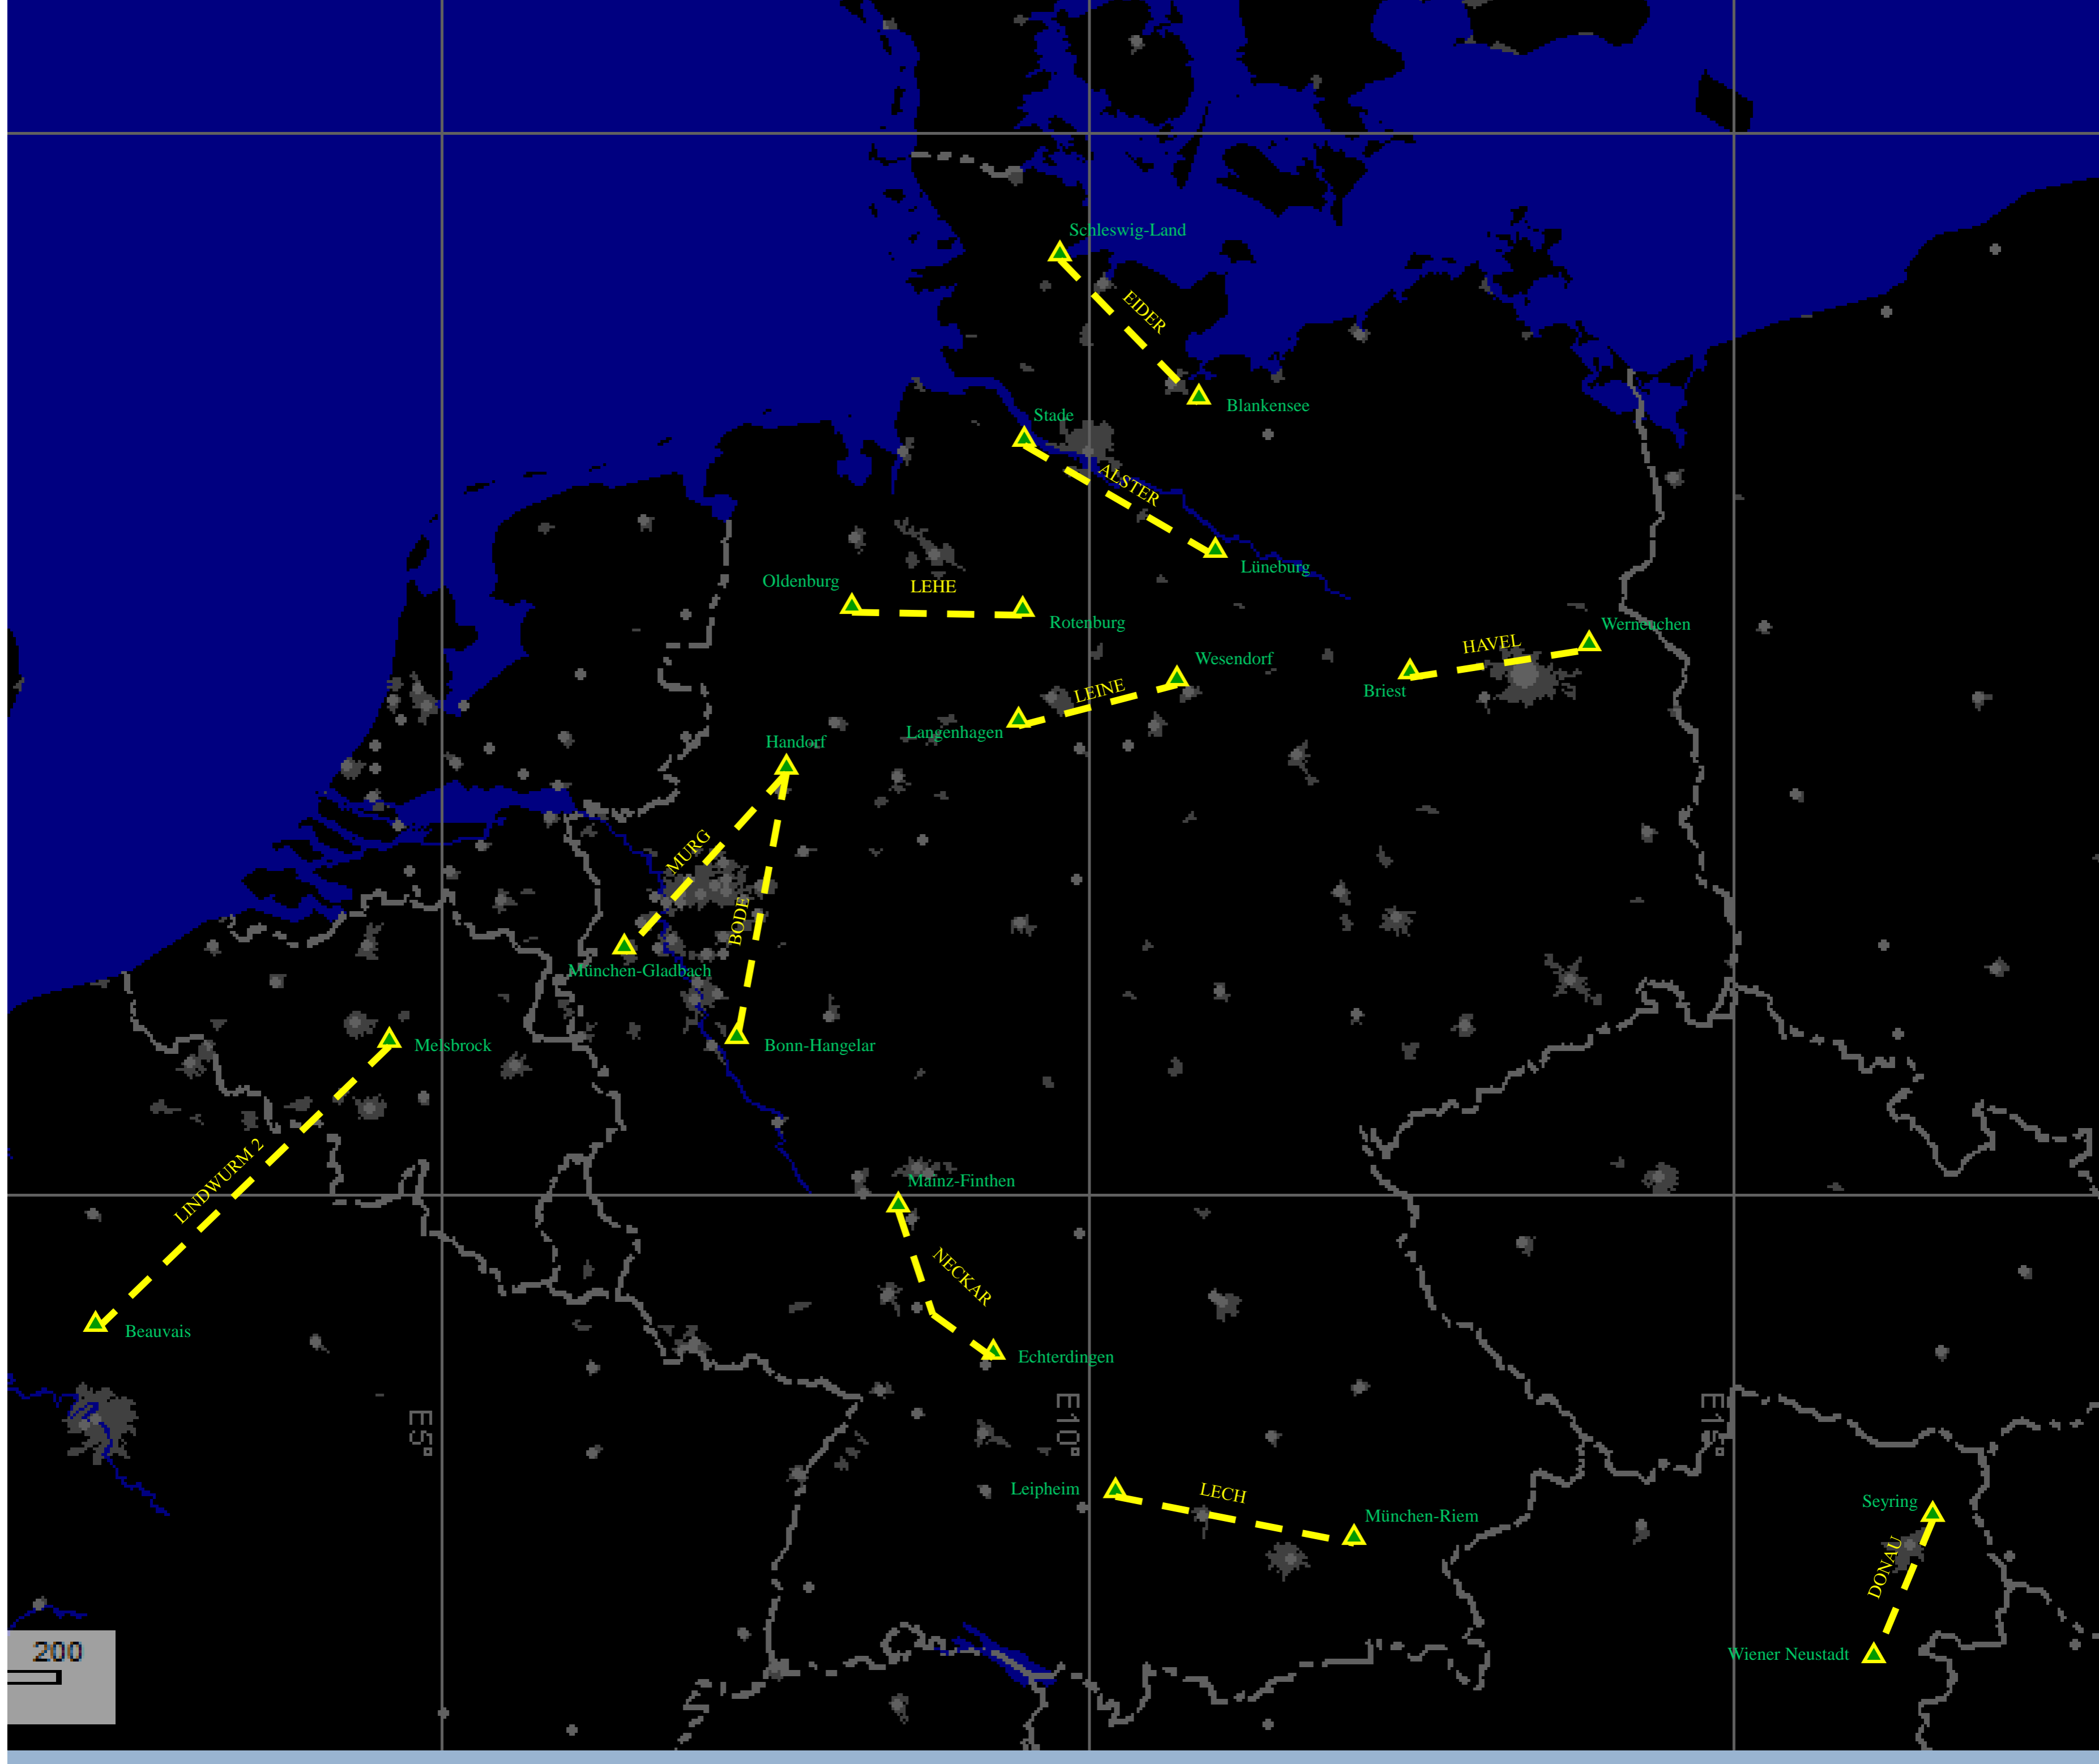 Schleswig-Land
EIDER
Blankensee
Stade
ALSTER
Lüneburg
Oldenburg
LEHE
Rotenburg
Werneuchen
HAVEL
Briest
Wesendorf
LEINE
Langenhagen
Handorf
MURG
BODE
München-Gladbach
Bonn-Hangelar
Melsbrock
LINDWURM 2
Beauvais
Mainz-Finthen
NECKAR
Echterdingen
E5°
E10°
E15°
Leipheim
LECH
München-Riem
Seyring
DONAU
Wiener Neustadt
200